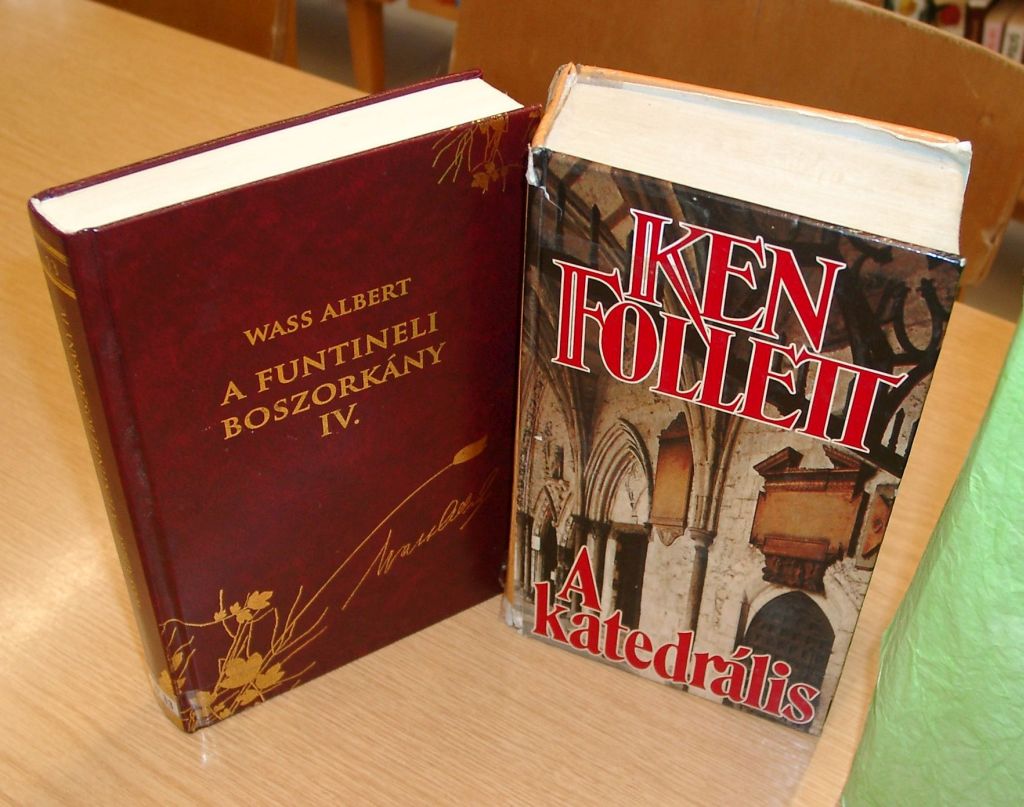 WASS ALBERT
A FUNTINELI
BOSZORKÁNY
IV.
KEN
FOLLETT
A
katedrális